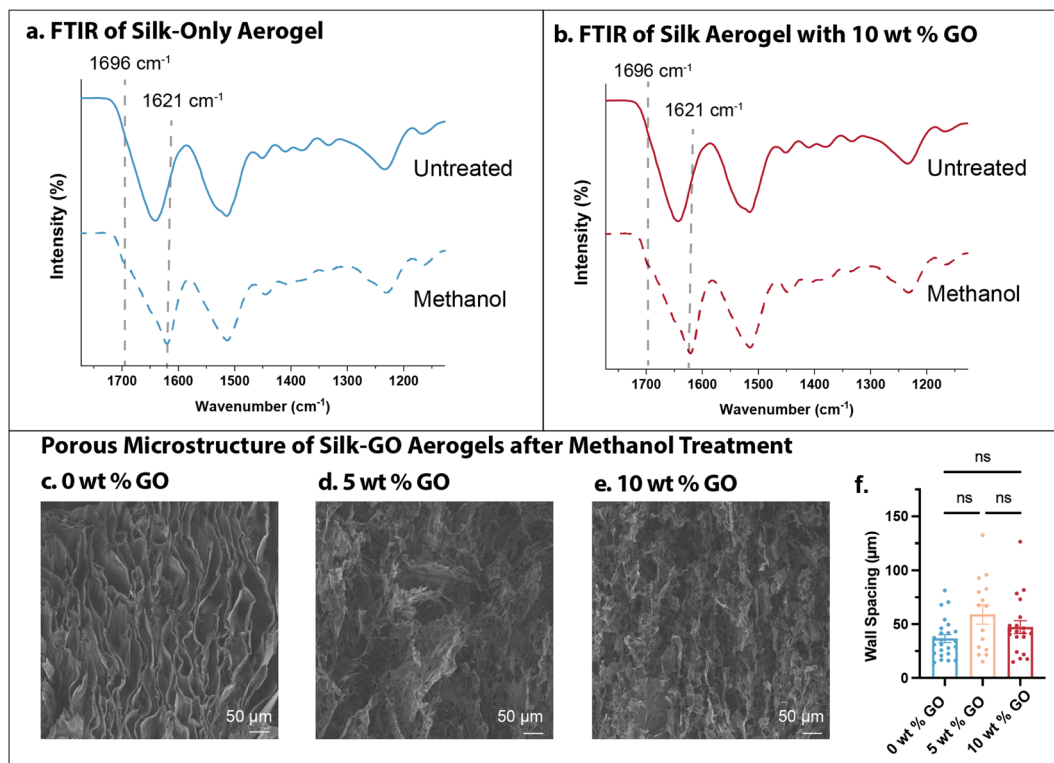 a. FTIR of Silk-Only Aerogel
1696 cm⁻¹
1621 cm⁻¹
Untreated
Methanol
Intensity (%)
1700 1600 1500 1400 1300 1200
Wavenumber (cm⁻¹)
b. FTIR of Silk Aerogel with 10 wt % GO
1696 cm⁻¹
1621 cm⁻¹
Untreated
Methanol
Intensity (%)
1700 1600 1500 1400 1300 1200
Wavenumber (cm⁻¹)
Porous Microstructure of Silk-GO Aerogels after Methanol Treatment
c. 0 wt % GO
50 µm
d. 5 wt % GO
50 µm
e. 10 wt % GO
50 µm
f.
ns
ns ns
Wall Spacing (µm)
150
100
50
0
0 wt % GO
5 wt % GO
10 wt % GO